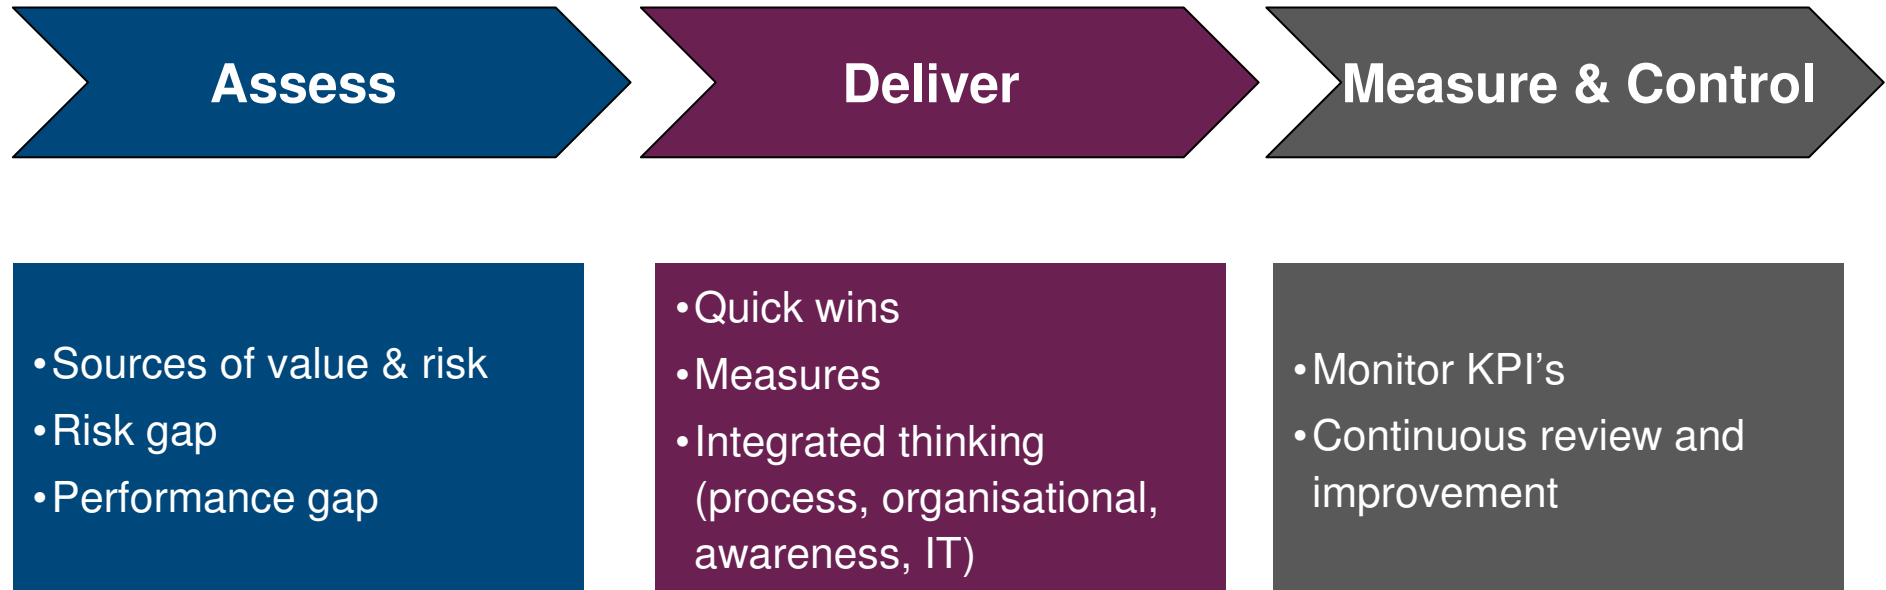 Assess
Deliver
Measure & Control
•Sources of value & risk
•Risk gap
•Performance gap
•Quick wins
•Measures
•Integrated thinking
(process, organisational,
awareness, IT)
•Monitor KPI’s
•Continuous review and
improvement